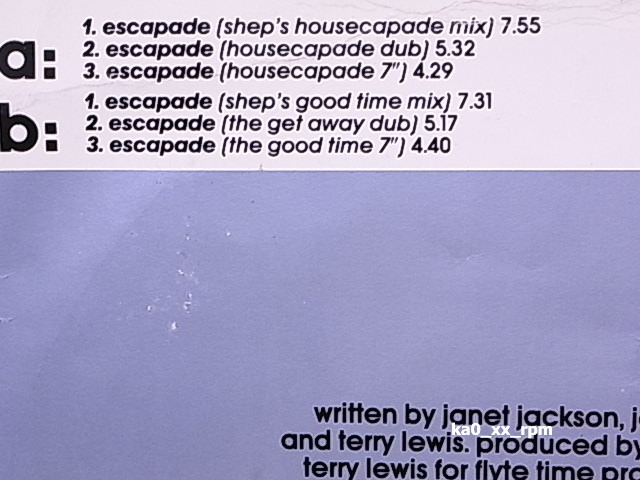 a:
1. escapade (shep's housecapade mix) 7.55
2. escapade (housecapade dub) 5.32
3. escapade (housecapade 7") 4.29
b:
1. escapade (shep's good time mix) 7.31
2. escapade (the get away dub) 5.17
3. escapade (the good time 7") 4.40
written by janet jackson, j
and terry lewis. produced by
terry lewis for flyte time pro
ka0_xx_rpm